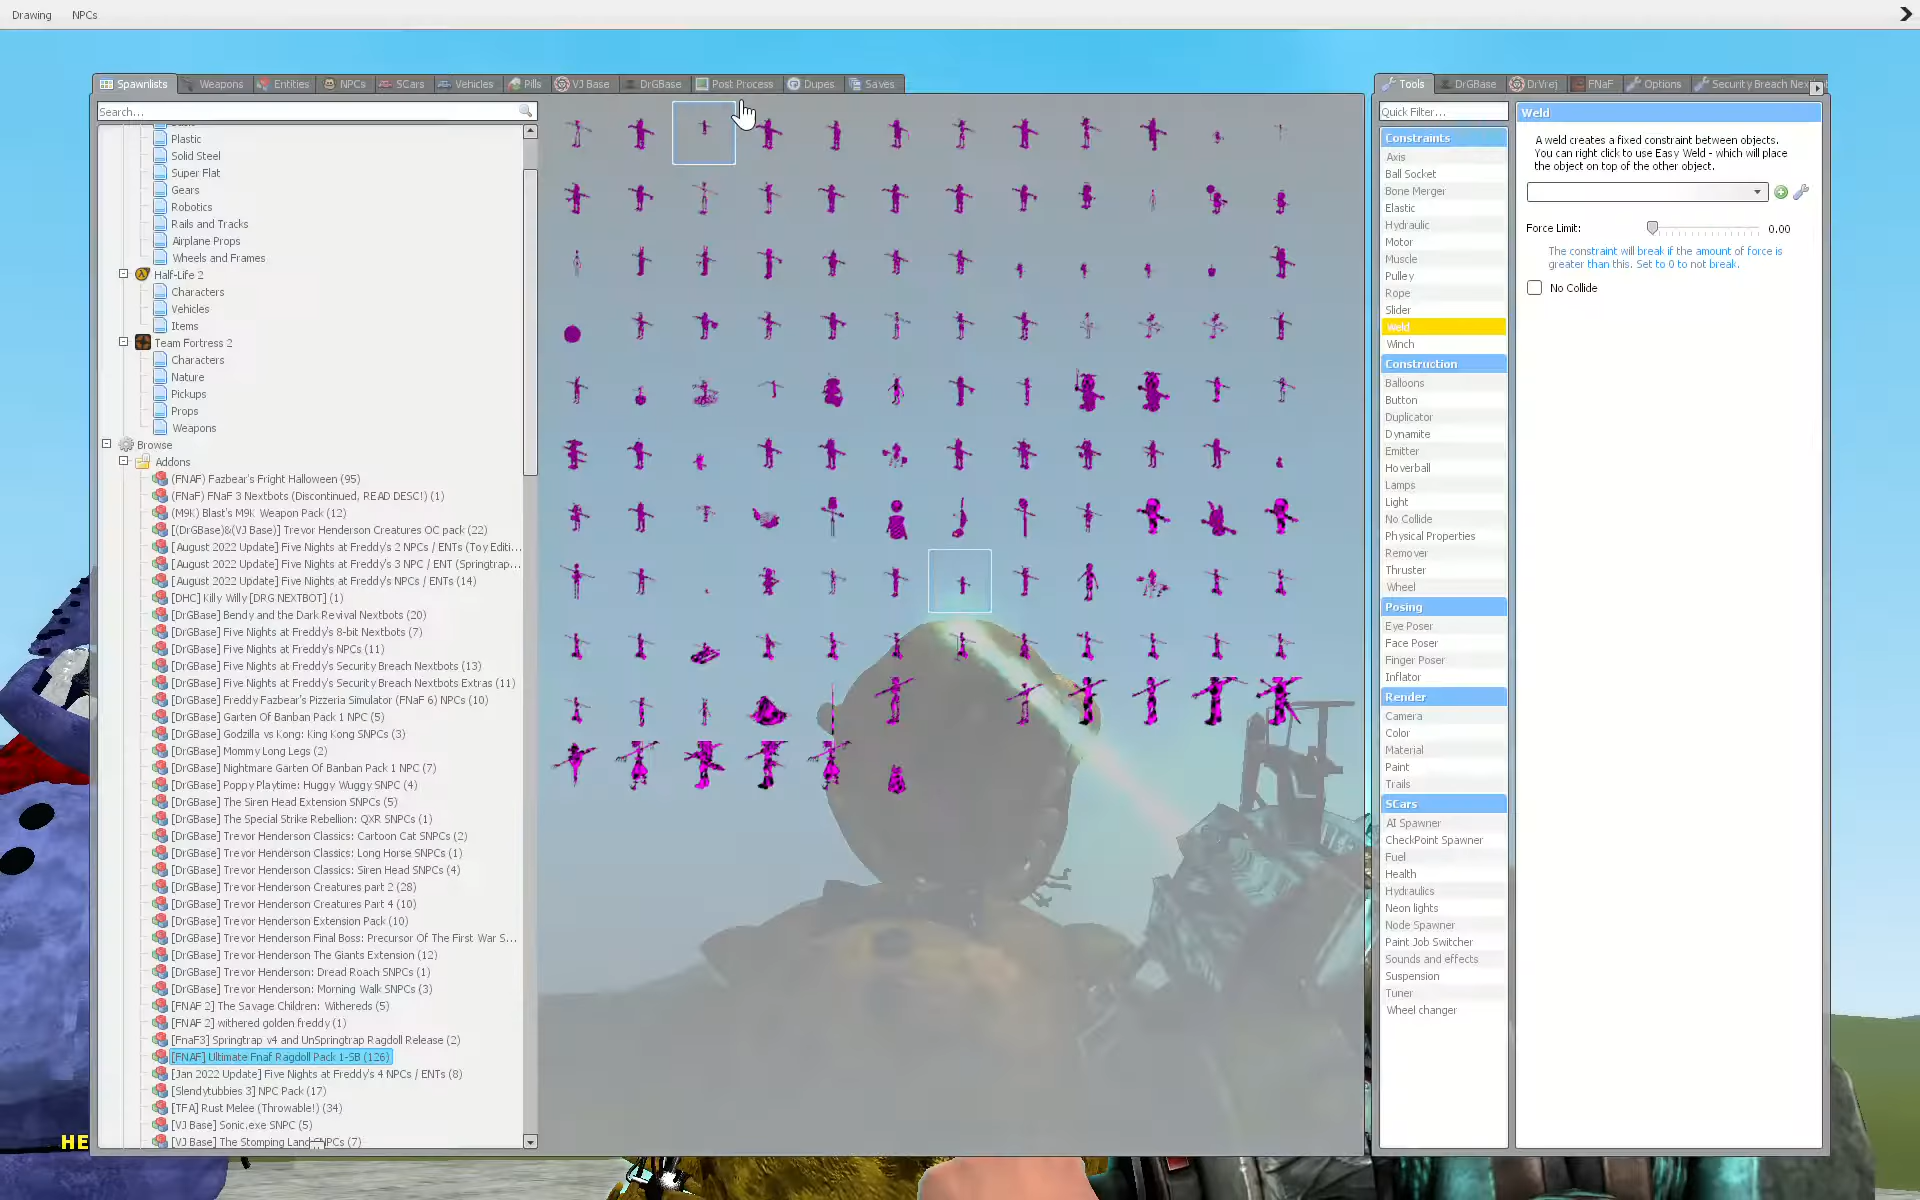 Drawing NPCs
Spawnlists Weapons Entities NPCs SCars Vehicles Pills VJ Base DrGBase Post Process Dupes Saves
Search...
Plastic
Solid Steel
Super Flat
Gears
Robotics
Rails and Tracks
Airplane Props
Wheels and Frames
Half-Life 2
Characters
Vehicles
Items
Team Fortress 2
Characters
Nature
Pickups
Props
Weapons
Browse
Addons
(FNAF) Fazbear's Fright Halloween (95)
(FNaF) FNaF 3 Nextbots (Discontinued, READ DESC!) (1)
(M9K) Blast's M9K Weapon Pack (12)
[(DrGBase)&(VJ Base)] Trevor Henderson Creatures OC pack (22)
[August 2022 Update] Five Nights at Freddy's 2 NPCs / ENTs (Toy Editi...
[August 2022 Update] Five Nights at Freddy's 3 NPC / ENT (Springtrap...
[August 2022 Update] Five Nights at Freddy's NPCs / ENTs (14)
[DHC] Killy Willy [DRG NEXTBOT] (1)
[DrGBase] Bendy and the Dark Revival Nextbots (20)
[DrGBase] Five Nights at Freddy's 8-bit Nextbots (7)
[DrGBase] Five Nights at Freddy's NPCs (11)
[DrGBase] Five Nights at Freddy's Security Breach Nextbots (13)
[DrGBase] Five Nights at Freddy's Security Breach Nextbots Extras (11)
[DrGBase] Freddy Fazbear's Pizzeria Simulator (FNaF 6) NPCs (10)
[DrGBase] Garten Of Banban Pack 1 NPC (5)
[DrGBase] Godzilla vs Kong: King Kong SNPCs (3)
[DrGBase] Mommy Long Legs (2)
[DrGBase] Nightmare Garten Of Banban Pack 1 NPC (7)
[DrGBase] Poppy Playtime: Huggy Wuggy SNPC (4)
[DrGBase] The Siren Head Extension SNPCs (5)
[DrGBase] The Special Strike Rebellion: QXR SNPCs (1)
[DrGBase] Trevor Henderson Classics: Cartoon Cat SNPCs (2)
[DrGBase] Trevor Henderson Classics: Long Horse SNPCs (1)
[DrGBase] Trevor Henderson Classics: Siren Head SNPCs (4)
[DrGBase] Trevor Henderson Creatures part 2 (28)
[DrGBase] Trevor Henderson Creatures Part 4 (10)
[DrGBase] Trevor Henderson Extension Pack (10)
[DrGBase] Trevor Henderson Final Boss: Precursor Of The First War S...
[DrGBase] Trevor Henderson The Giants Extension (12)
[DrGBase] Trevor Henderson: Dread Roach SNPCs (1)
[DrGBase] Trevor Henderson: Morning Walk SNPCs (3)
[FNAF 2] The Savage Children: Withereds (5)
[FNAF 2] withered golden freddy (1)
[FnaF3] Springtrap v4 and UnSpringtrap Ragdoll Release (2)
[FNAF] Ultimate Fnaf Ragdoll Pack 1-SB (126)
[Jan 2022 Update] Five Nights at Freddy's 4 NPCs / ENTs (8)
[Slendytubbies 3] NPC Pack (17)
[TFA] Rust Melee (Throwable!) (34)
[VJ Base] Sonic.exe SNPC (5)
[VJ Base] The Stomping Land SNPCs (7)
HE
Tools DrGBase DrVrej FNaF Options Security Breach Nex
Quick Filter...
Constraints
Axis
Ball Socket
Bone Merger
Elastic
Hydraulic
Motor
Muscle
Pulley
Rope
Slider
Weld
Winch
Construction
Balloons
Button
Duplicator
Dynamite
Emitter
Hoverball
Lamps
Light
No Collide
Physical Properties
Remover
Thruster
Wheel
Posing
Eye Poser
Face Poser
Finger Poser
Inflator
Render
Camera
Color
Material
Paint
Trails
SCars
AI Spawner
CheckPoint Spawner
Fuel
Health
Hydraulics
Neon lights
Node Spawner
Paint Job Switcher
Sounds and effects
Suspension
Tuner
Wheel changer
Weld
A weld creates a fixed constraint between objects.
You can right click to use Easy Weld - which will place
the object on top of the other object.
Force Limit: 0.00
The constraint will break if the amount of force is
greater than this. Set to 0 to not break.
No Collide